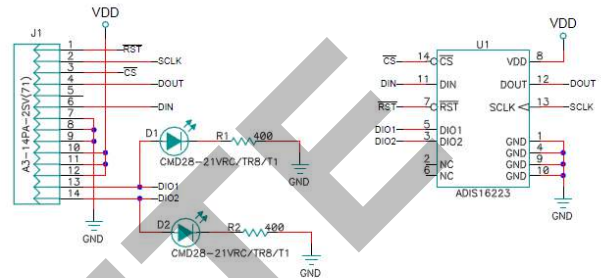 VDD
J1
A3-14PA-2SV(71)
1 RST
2 SCLK
3 CS
4 DOUT
5
6 DIN
7
8
9
10
11
12
13 DIO1
14 DIO2
GND
D1
CMD28-21VRC/TR8/T1
R1 400
GND
D2
CMD28-21VRC/TR8/T1
R2 400
GND
VDD
U1
CS 14 CS
DIN 11 DIN
RST 7 RST
DIO1 5 DIO1
DIO2 3 DIO2
2 NC
6 NC
VDD 8
DOUT 12 DOUT
SCLK 13 SCLK
GND 1
GND 4
GND 9
GND 10
ADIS16223
GND